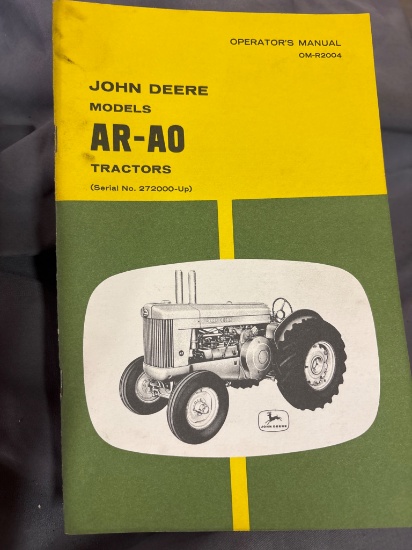 OPERATOR'S MANUAL
OM-R2004
JOHN DEERE
MODELS
AR-AO
TRACTORS
(Serial No. 272000-Up)
JOHN DEERE